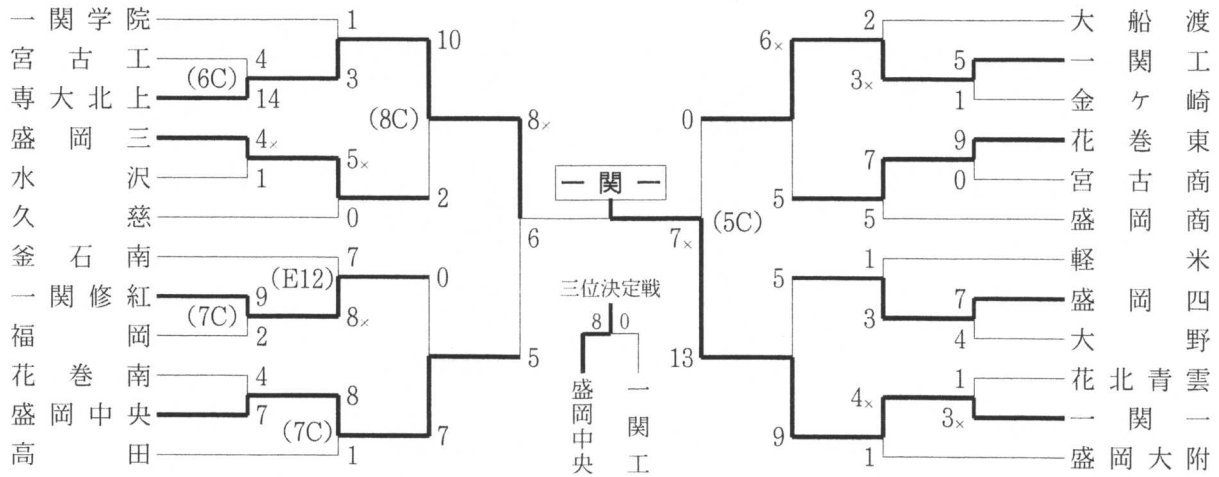 一関学院
宮古工
専大北上
盛岡三
水沢
久慈
釜石南
一関修紅
福岡
花巻南
盛岡中央
高田
1
4
(6C)
14
3
10
(8C)
4×
1
5×
0
2
8×
7
(E12)
9
(7C)
2
8×
0
4
7
8
(7C)
1
7
5
6
一関一
7×
三位決定戦
8 0
盛岡中央
一関工
0
(5C)
13
6×
5
5
9
2
3×
7
5
1
3
4×
1
5
1
9
0
7
4
1
3×
大船渡
一関工
金ケ崎
花巻東
宮古商
盛岡商
軽米
盛岡四
大野
花北青雲
一関一
盛岡大附